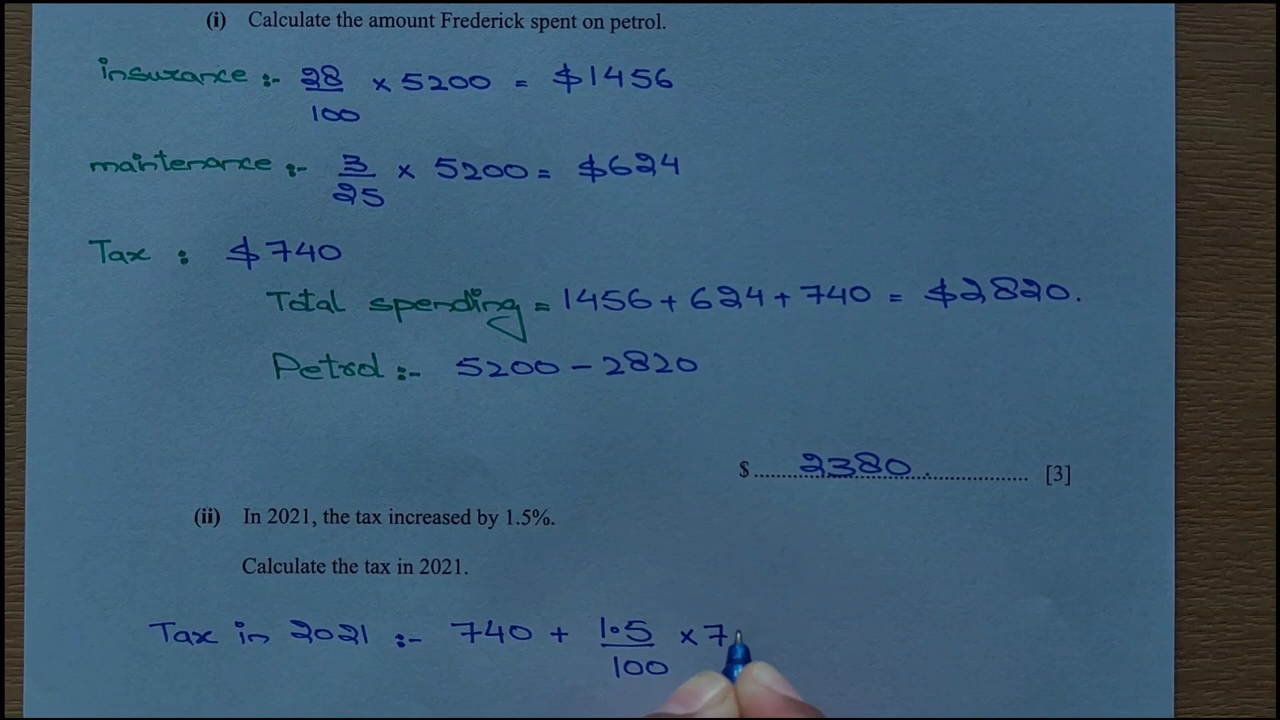 (i) Calculate the amount Frederick spent on petrol.
insurance :- 28/100 × 5200 = $1456
maintenance :- 3/25 × 5200 = $624
Tax : $740
Total spending = 1456 + 624 + 740 = $2820.
Petrol :- 5200 - 2820
$ ........ 2380 ........ [3]
(ii) In 2021, the tax increased by 1.5%.
Calculate the tax in 2021.
Tax in 2021 :- 740 + 1.5/100 × 7